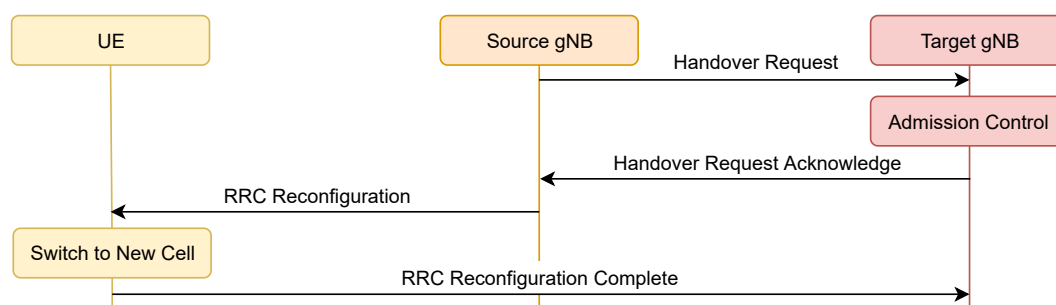 UE
Source gNB
Target gNB
Handover Request
Admission Control
Handover Request Acknowledge
RRC Reconfiguration
Switch to New Cell
RRC Reconfiguration Complete